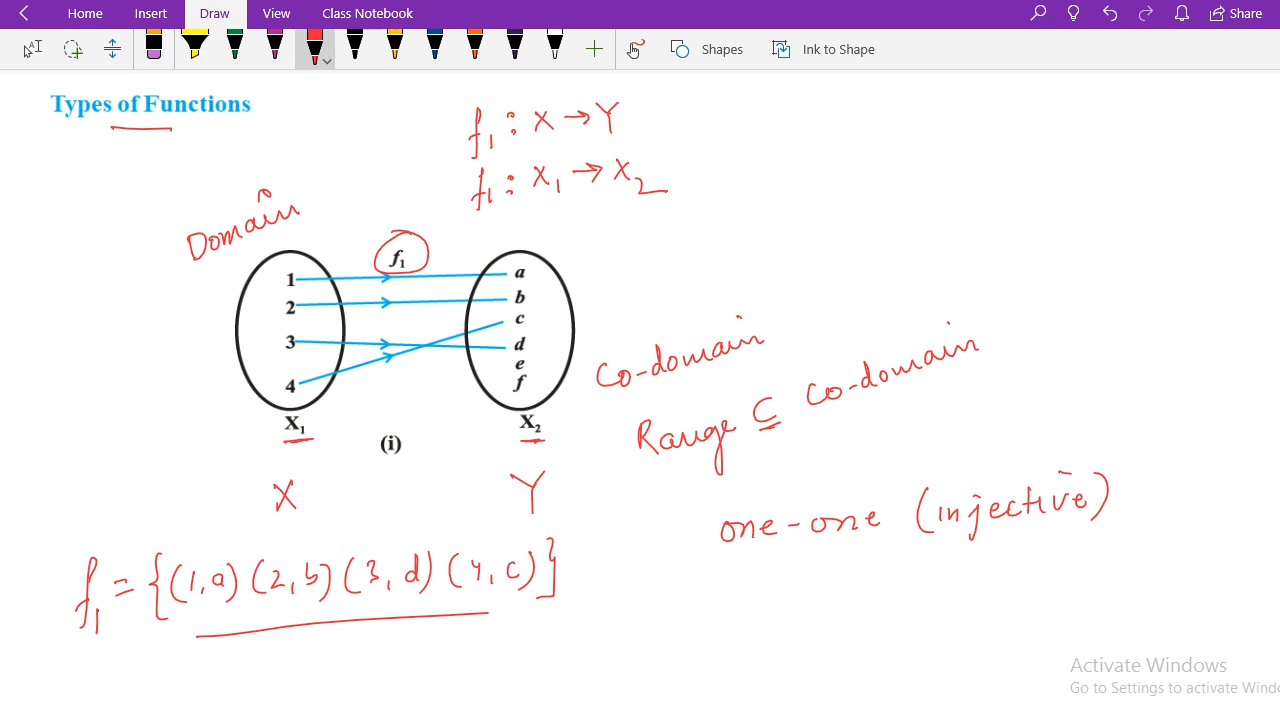 Home Insert Draw View Class Notebook Share
Shapes Ink to Shape
Types of Functions
f₁ : X → Y
f₁ : X₁ → X₂
Domain
f₁
1 a
2 b
c
3 d
e
4 f
X₁ X₂
(i)
Co-domain
Range ⊆ Co-domain
X Y
one-one (injective)
f₁ = {(1,a) (2,b) (3,d) (4,c)}
Activate Windows
Go to Settings to activate Windo